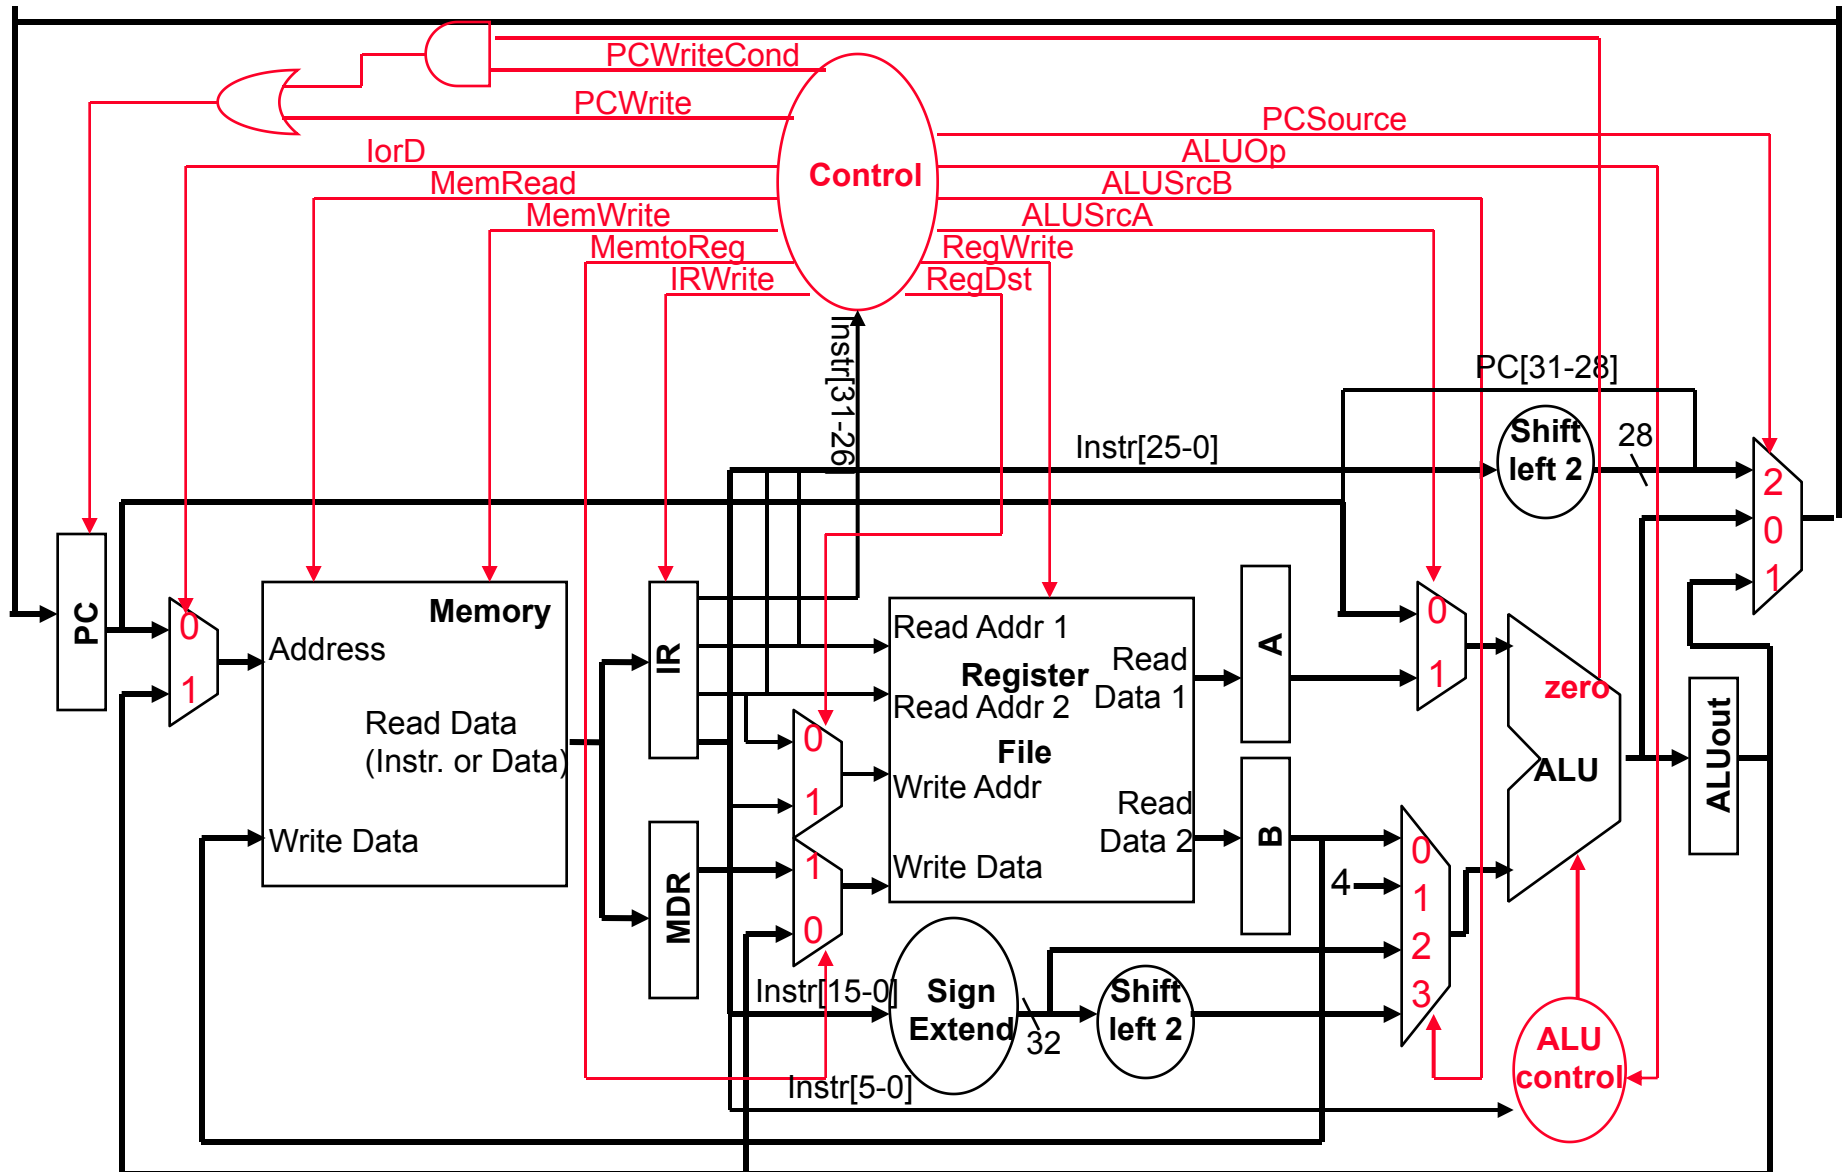 PCWriteCond
PCWrite
PCSource
IorD
ALUOp
Control
MemRead
ALUSrcB
MemWrite
ALUSrcA
MemtoReg
RegWrite
IRWrite
RegDst
Instr[31-26]
PC[31-28]
Instr[25-0]
Shift
left 2
28
2
0
1
PC
0
1
Memory
Address
Read Data
(Instr. or Data)
Write Data
IR
MDR
0
1
1
0
Read Addr 1
Register
Read Addr 2
File
Write Addr
Write Data
Read
Data 1
Read
Data 2
A
B
0
1
4
0
1
2
3
zero
ALU
ALUout
Instr[15-0]
Sign
Extend
32
Shift
left 2
ALU
control
Instr[5-0]